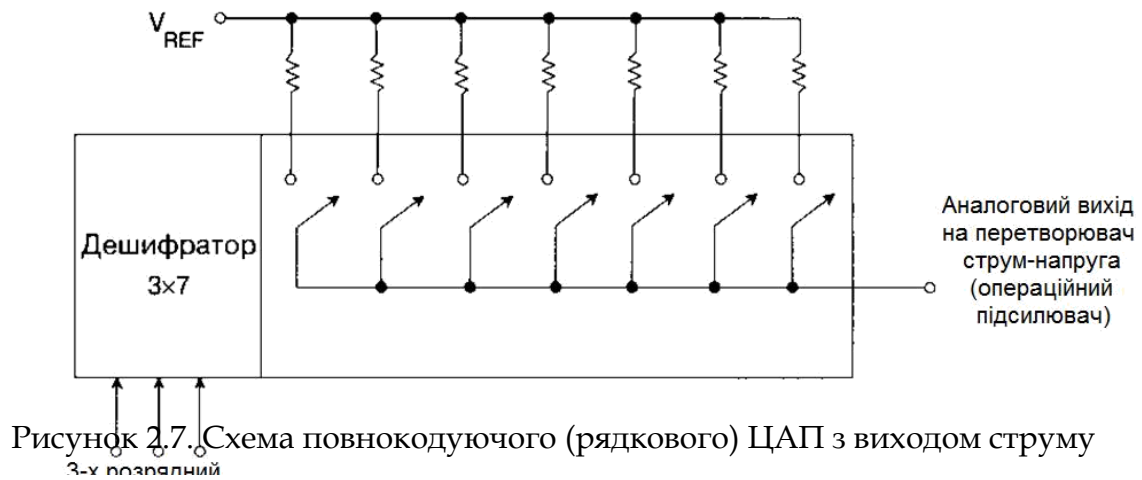 V REF
Дешифратор
3×7
Аналоговий вихід
на перетворювач
струм-напруга
(операційний
підсилювач)
Рисунок 2.7. Схема повнокодуючого (рядкового) ЦАП з виходом струму
3-х розрядний